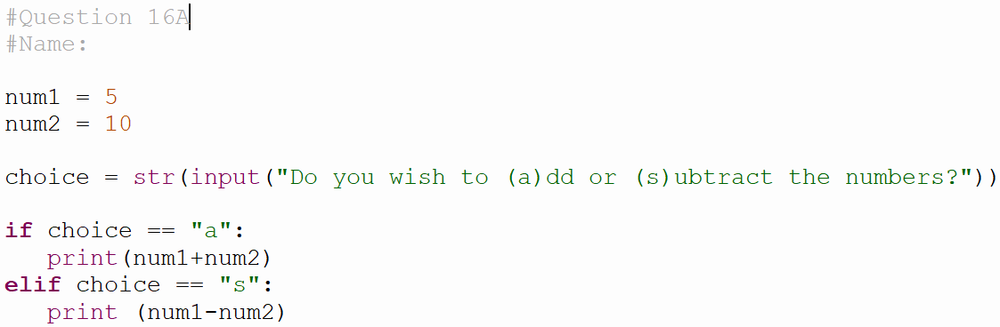 #Question 16A
#Name:
num1 = 5
num2 = 10
choice = str(input("Do you wish to (a)dd or (s)ubtract the numbers?"))
if choice == "a":
   print(num1+num2)
elif choice == "s":
   print (num1-num2)